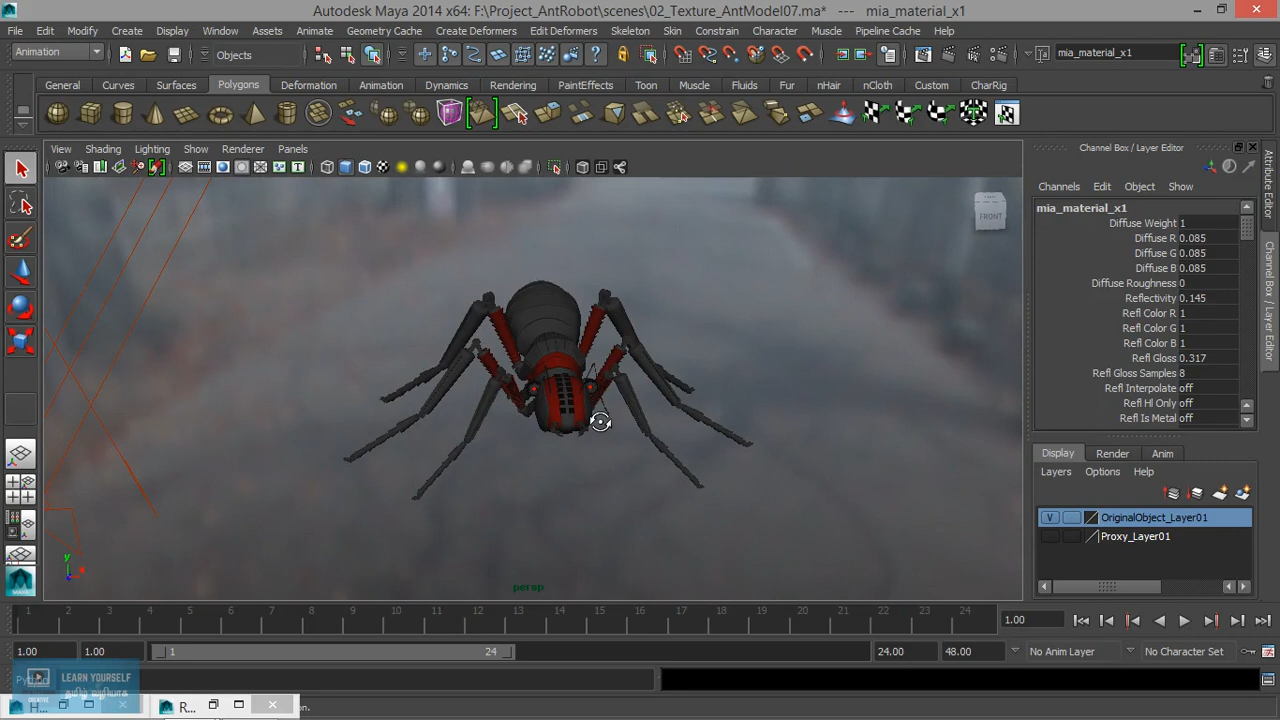 Autodesk Maya 2014 x64: F:\Project_AntRobot\scenes\02_Texture_AntModel07.ma*   ---   mia_material_x1
File Edit Modify Create Display Window Assets Animate Geometry Cache Create Deformers Edit Deformers Skeleton Skin Constrain Character Muscle Pipeline Cache Help
Animation Objects mia_material_x1
General Curves Surfaces Polygons Deformation Animation Dynamics Rendering PaintEffects Toon Muscle Fluids Fur nHair nCloth Custom CharRig
View Shading Lighting Show Renderer Panels
FRONT
persp
y
Channel Box / Layer Editor
Channels Edit Object Show
mia_material_x1
Diffuse Weight 1
Diffuse R 0.085
Diffuse G 0.085
Diffuse B 0.085
Diffuse Roughness 0
Reflectivity 0.145
Refl Color R 1
Refl Color G 1
Refl Color B 1
Refl Gloss 0.317
Refl Gloss Samples 8
Refl Interpolate off
Refl Hl Only off
Refl Is Metal off
Display Render Anim
Layers Options Help
V OriginalObject_Layer01
Proxy_Layer01
Attribute Editor
Channel Box / Layer Editor
1 2 3 4 5 6 7 8 9 10 11 12 13 14 15 16 17 18 19 20 21 22 23 24 1.00
1.00 1.00 1 24 24.00 48.00 No Anim Layer No Character Set
LEARN YOURSELF
தமிழ் வழியாக
CREATIVE
H... R...